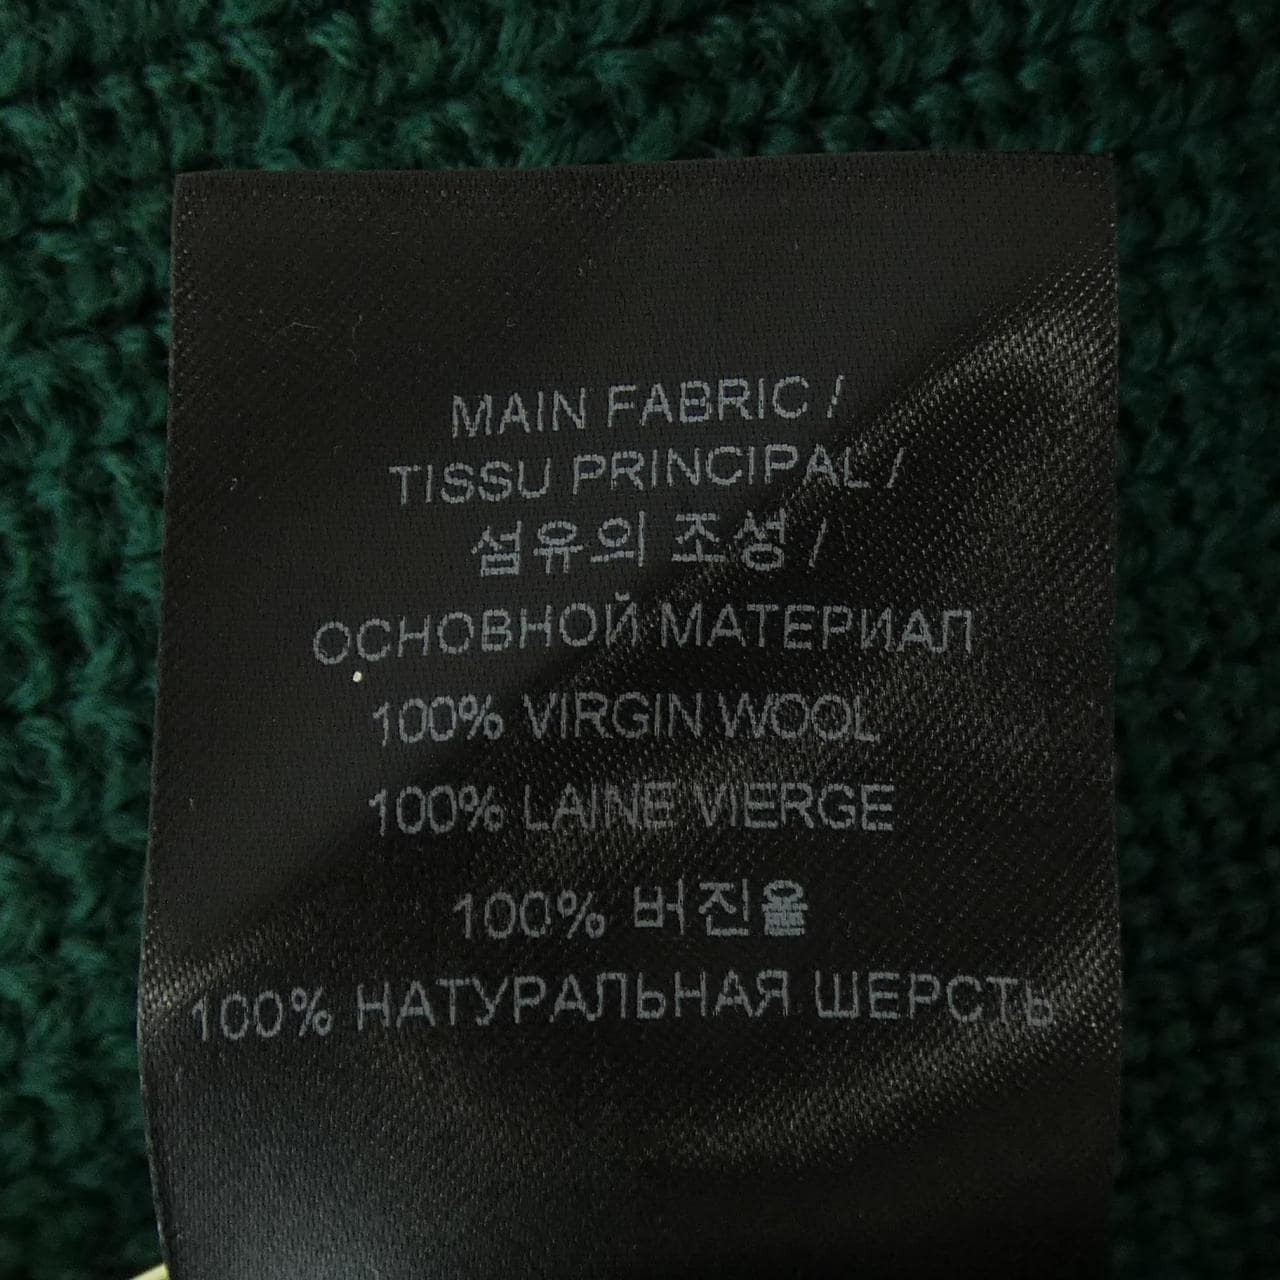 MAIN FABRIC /
TISSU PRINCIPAL /
섬유의 조성 /
ОСНОВНОЙ МАТЕРИАЛ
100% VIRGIN WOOL
100% LAINE VIERGE
100% 버진울
100% НАТУРАЛЬНАЯ ШЕРСТЬ